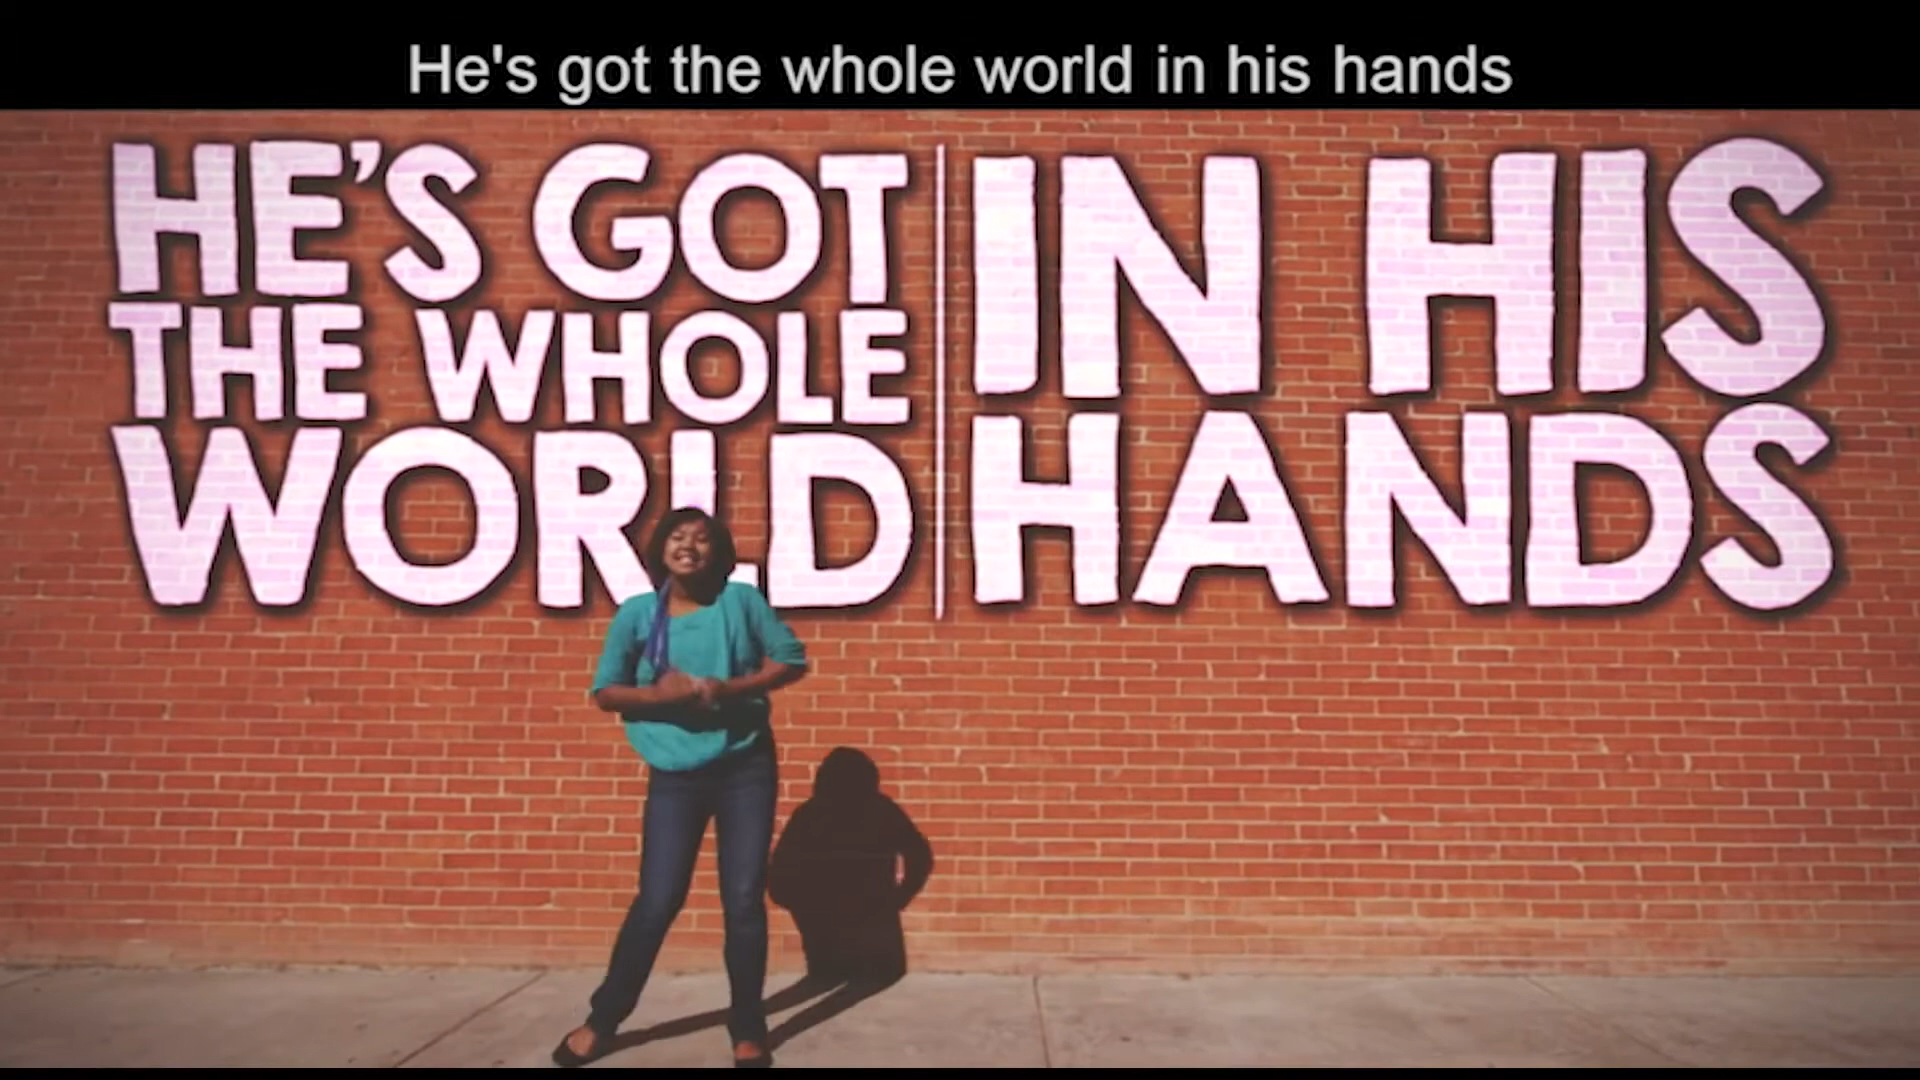 He's got the whole world in his hands
HE'S GOT
THE WHOLE
WORLD
IN HIS
HANDS